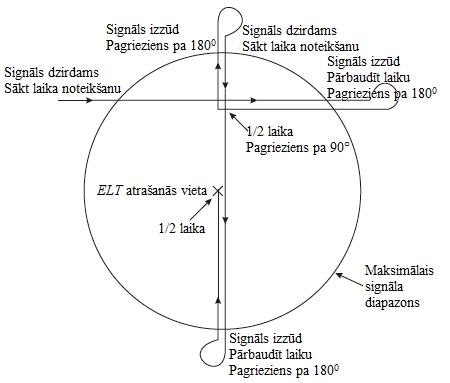 Signāls izzūd
Pagrieziens pa 180⁰
Signāls dzirdams
Sākt laika noteikšanu
Signāls dzirdams
Sākt laika noteikšanu
Signāls izzūd
Pārbaudīt laiku
Pagrieziens pa 180⁰
1/2 laika
Pagrieziens pa 90°
ELT atrašanās vieta
1/2 laika
Maksimālais
signāla
diapazons
Signāls izzūd
Pārbaudīt laiku
Pagrieziens pa 180⁰